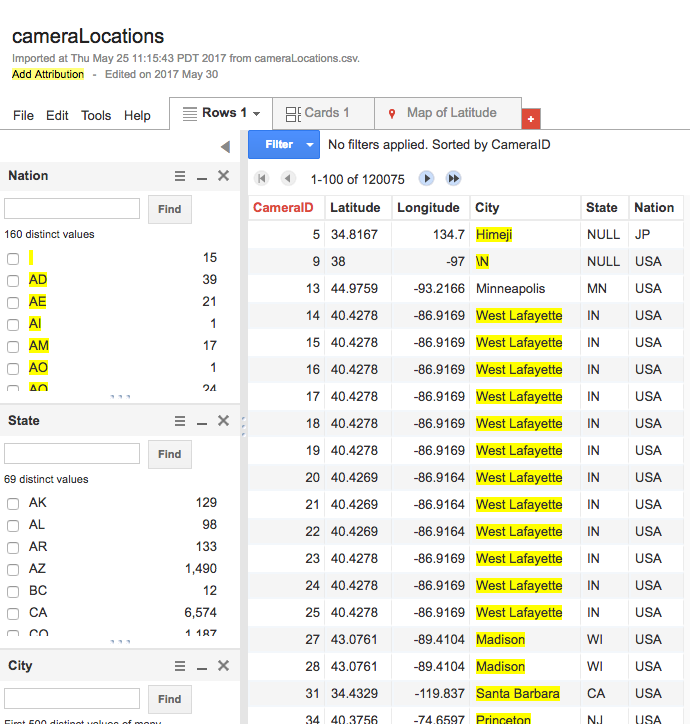 cameraLocations
Imported at Thu May 25 11:15:43 PDT 2017 from cameraLocations.csv.
Add Attribution - Edited on 2017 May 30
File Edit Tools Help Rows 1 Cards 1 Map of Latitude +
Filter No filters applied. Sorted by CameraID
1-100 of 120075
Nation
Find
160 distinct values
15
AD 39
AE 21
AI 1
AM 17
AO 1
AQ 24
State
Find
69 distinct values
AK 129
AL 98
AR 133
AZ 1,490
BC 12
CA 6,574
CO 1,187
City
Find
First 500 distinct values of many
CameraID Latitude Longitude City State Nation
5 34.8167 134.7 Himeji NULL JP
9 38 -97 \N NULL USA
13 44.9759 -93.2166 Minneapolis MN USA
14 40.4278 -86.9169 West Lafayette IN USA
15 40.4278 -86.9169 West Lafayette IN USA
16 40.4278 -86.9169 West Lafayette IN USA
17 40.4278 -86.9169 West Lafayette IN USA
18 40.4278 -86.9169 West Lafayette IN USA
19 40.4278 -86.9169 West Lafayette IN USA
20 40.4269 -86.9164 West Lafayette IN USA
21 40.4269 -86.9164 West Lafayette IN USA
22 40.4269 -86.9164 West Lafayette IN USA
23 40.4278 -86.9169 West Lafayette IN USA
24 40.4278 -86.9169 West Lafayette IN USA
25 40.4278 -86.9169 West Lafayette IN USA
27 43.0761 -89.4104 Madison WI USA
28 43.0761 -89.4104 Madison WI USA
31 34.4329 -119.837 Santa Barbara CA USA
34 40.3756 -74.6597 Princeton NJ USA